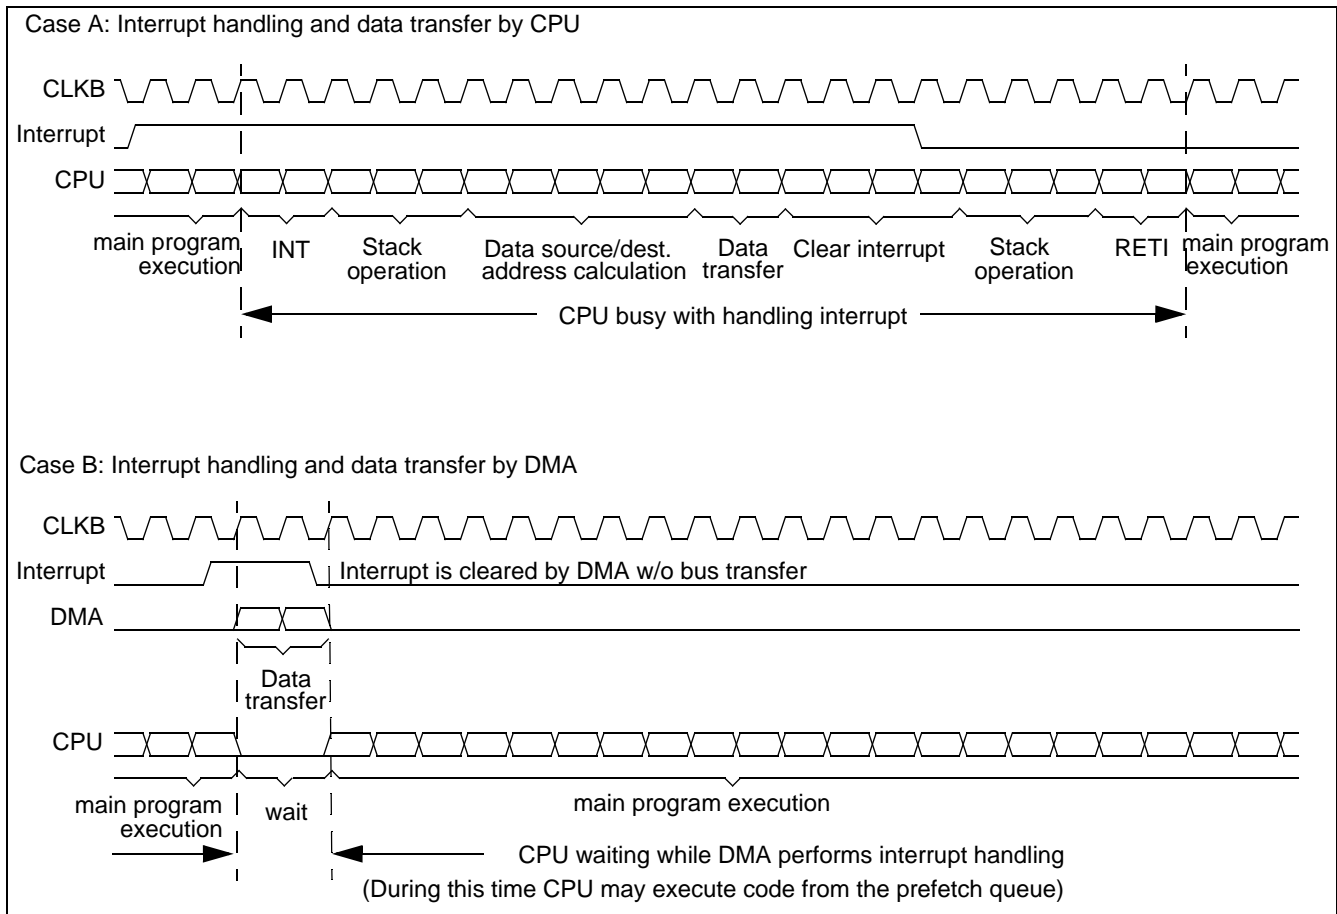 Case A: Interrupt handling and data transfer by CPU
CLKB
Interrupt
CPU
main program
execution
INT
Stack
operation
Data source/dest.
address calculation
Data
transfer
Clear interrupt
Stack
operation
RETI
main program
execution
CPU busy with handling interrupt
Case B: Interrupt handling and data transfer by DMA
CLKB
Interrupt
Interrupt is cleared by DMA w/o bus transfer
DMA
Data
transfer
CPU
main program
execution
wait
main program execution
CPU waiting while DMA performs interrupt handling
(During this time CPU may execute code from the prefetch queue)